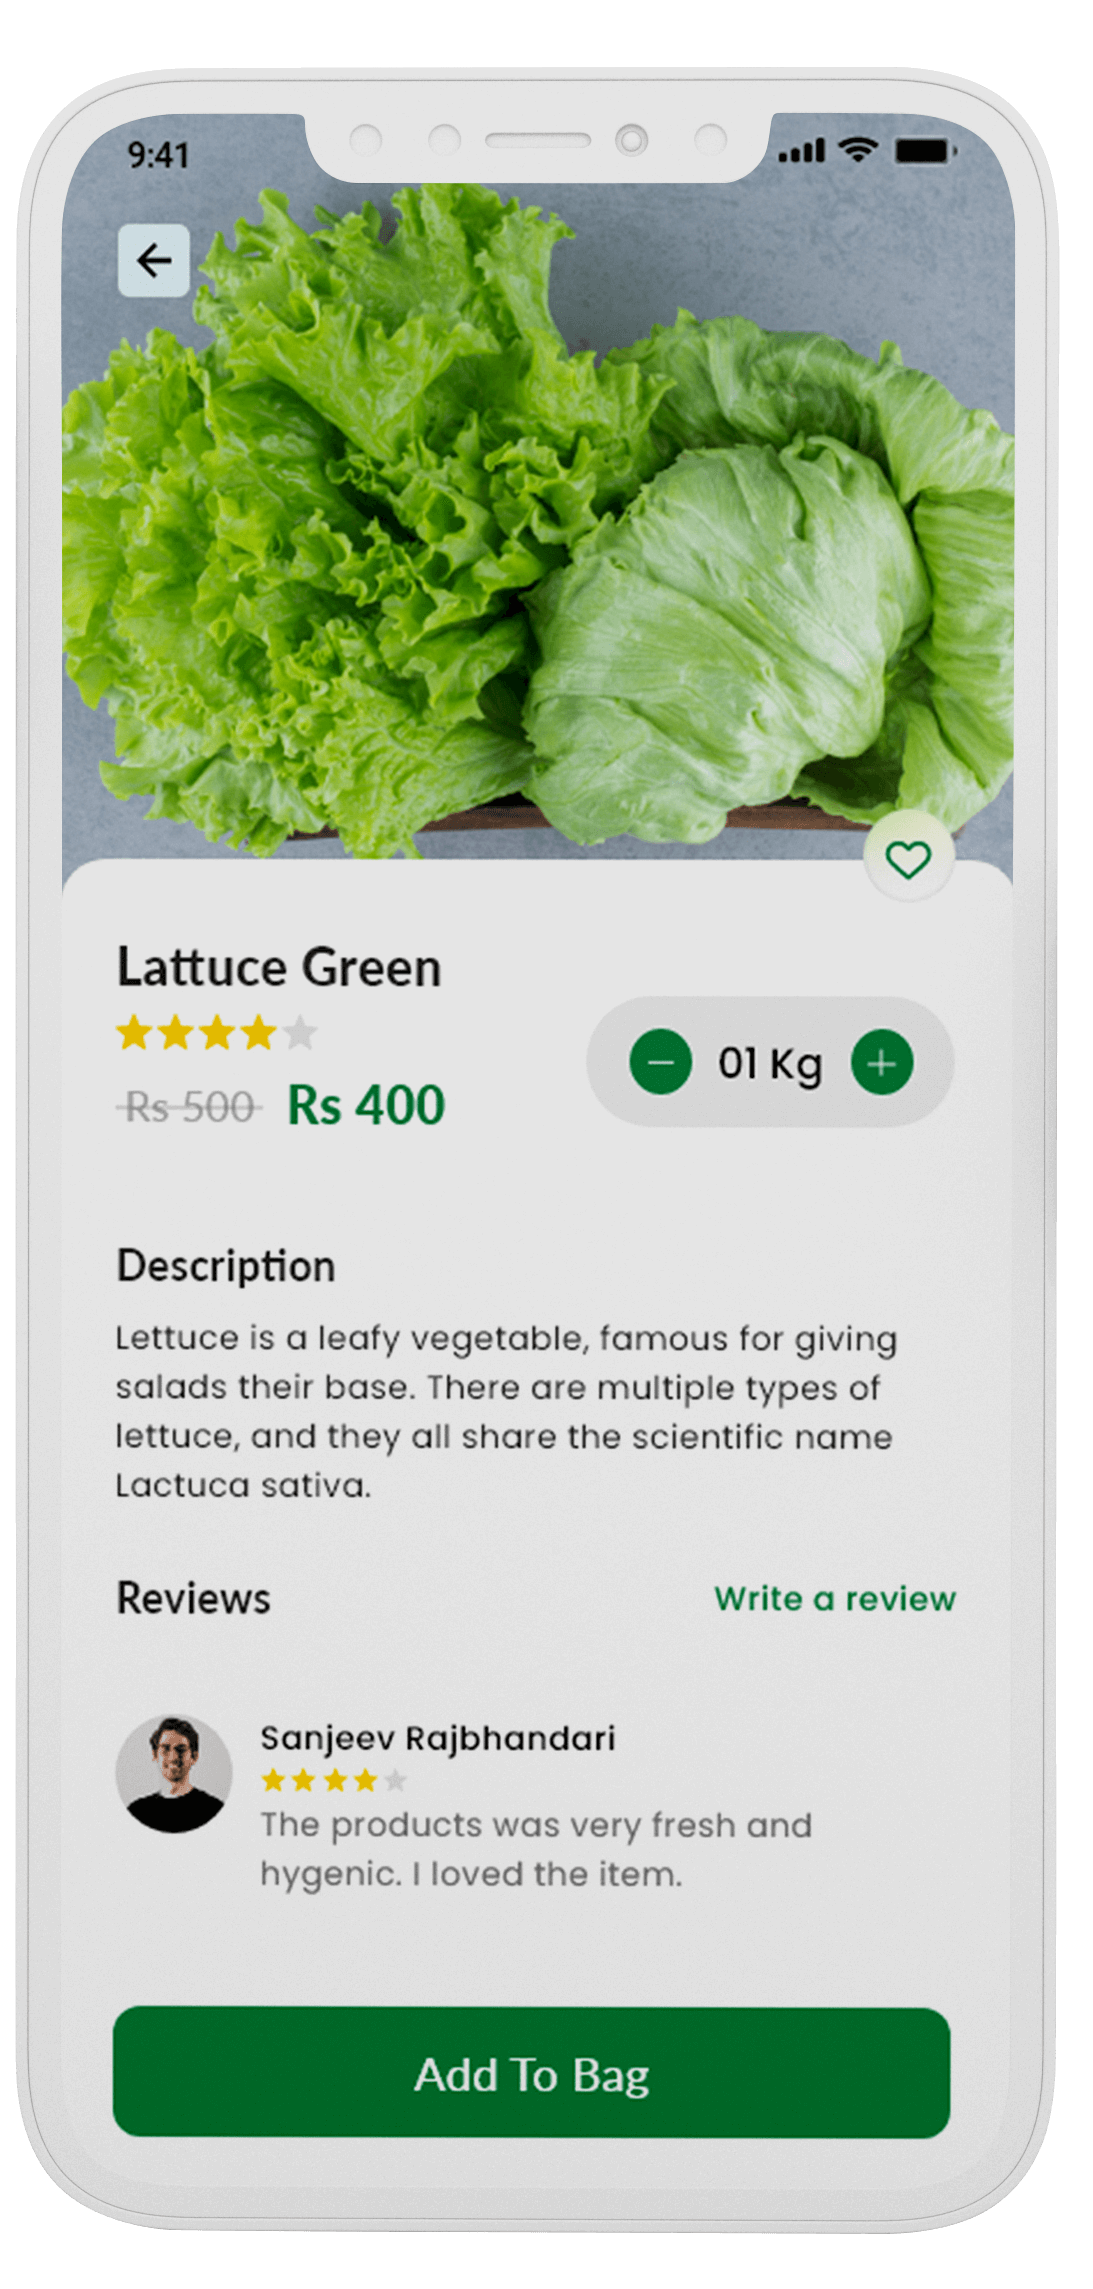 9:41
Lattuce Green
Rs 500 Rs 400
01 Kg
Description
Lettuce is a leafy vegetable, famous for giving
salads their base. There are multiple types of
lettuce, and they all share the scientific name
Lactuca sativa.
Reviews
Write a review
Sanjeev Rajbhandari
The products was very fresh and
hygenic. I loved the item.
Add To Bag